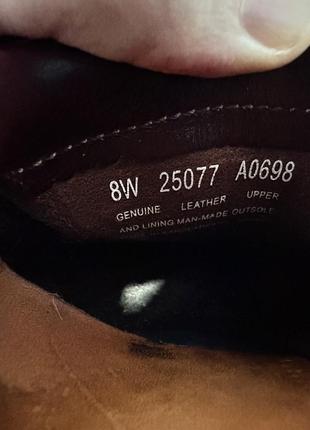 8W 25077 A0698
GENUINE LEATHER UPPER
AND LINING MAN-MADE OUTSOLE